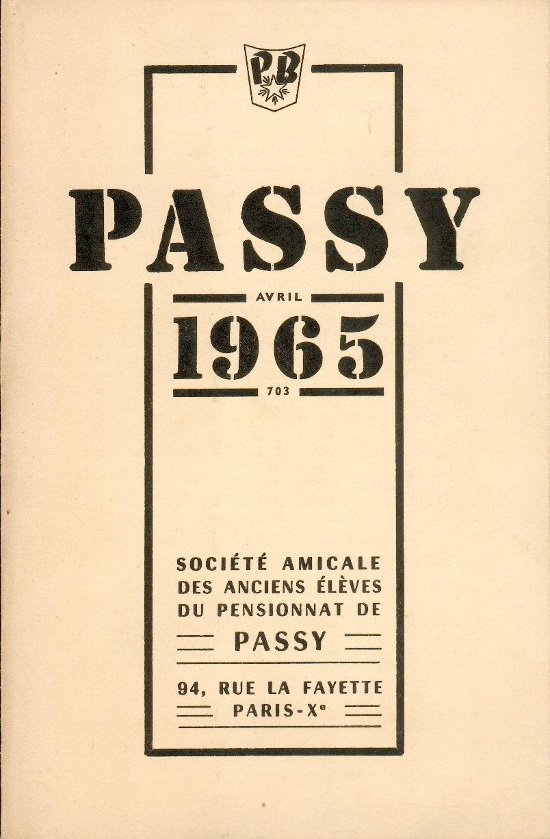 PB
PASSY
AVRIL
1965
703
SOCIÉTÉ AMICALE
DES ANCIENS ÉLÈVES
DU PENSIONNAT DE
PASSY
94, RUE LA FAYETTE
PARIS-Xe